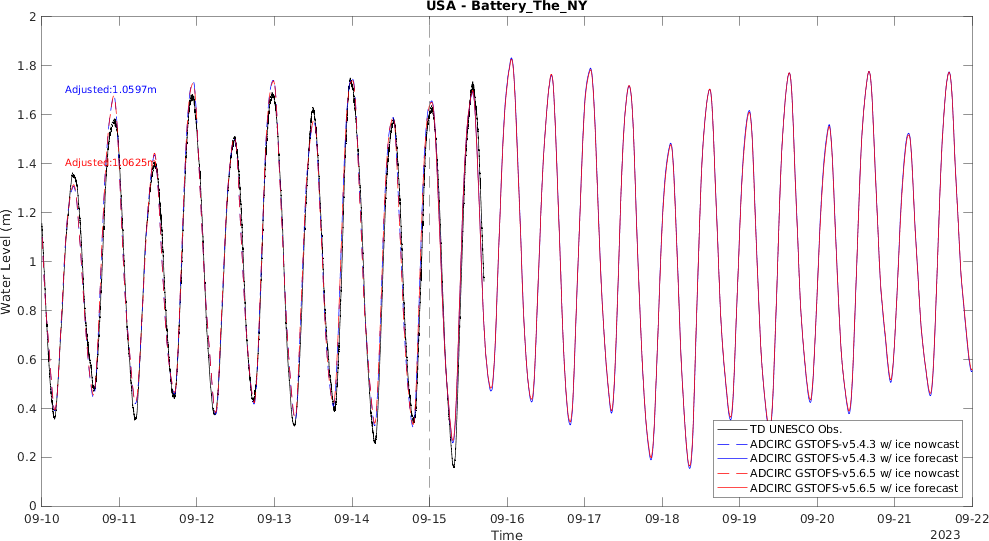 USA - Battery_The_NY
2
1.8
1.6
1.4
1.2
1
0.8
0.6
0.4
0.2
0
Water Level (m)
Adjusted:1.0597m
Adjusted:1.0625m
TD UNESCO Obs.
ADCIRC GSTOFS-v5.4.3 w/ ice nowcast
ADCIRC GSTOFS-v5.4.3 w/ ice forecast
ADCIRC GSTOFS-v5.6.5 w/ ice nowcast
ADCIRC GSTOFS-v5.6.5 w/ ice forecast
09-10 09-11 09-12 09-13 09-14 09-15 09-16 09-17 09-18 09-19 09-20 09-21 09-22
Time
2023